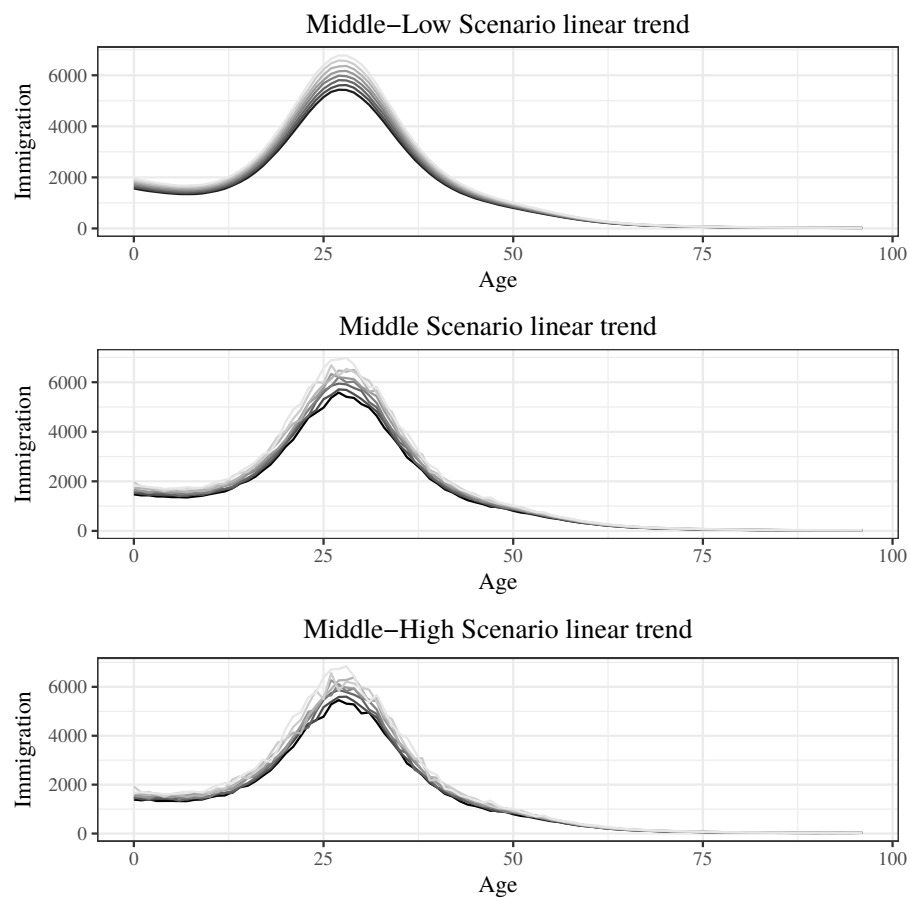 Middle−Low Scenario linear trend
Immigration
6000
4000
2000
0
0 25 50 75 100
Age
Middle Scenario linear trend
Immigration
6000
4000
2000
0
0 25 50 75 100
Age
Middle−High Scenario linear trend
Immigration
6000
4000
2000
0
0 25 50 75 100
Age